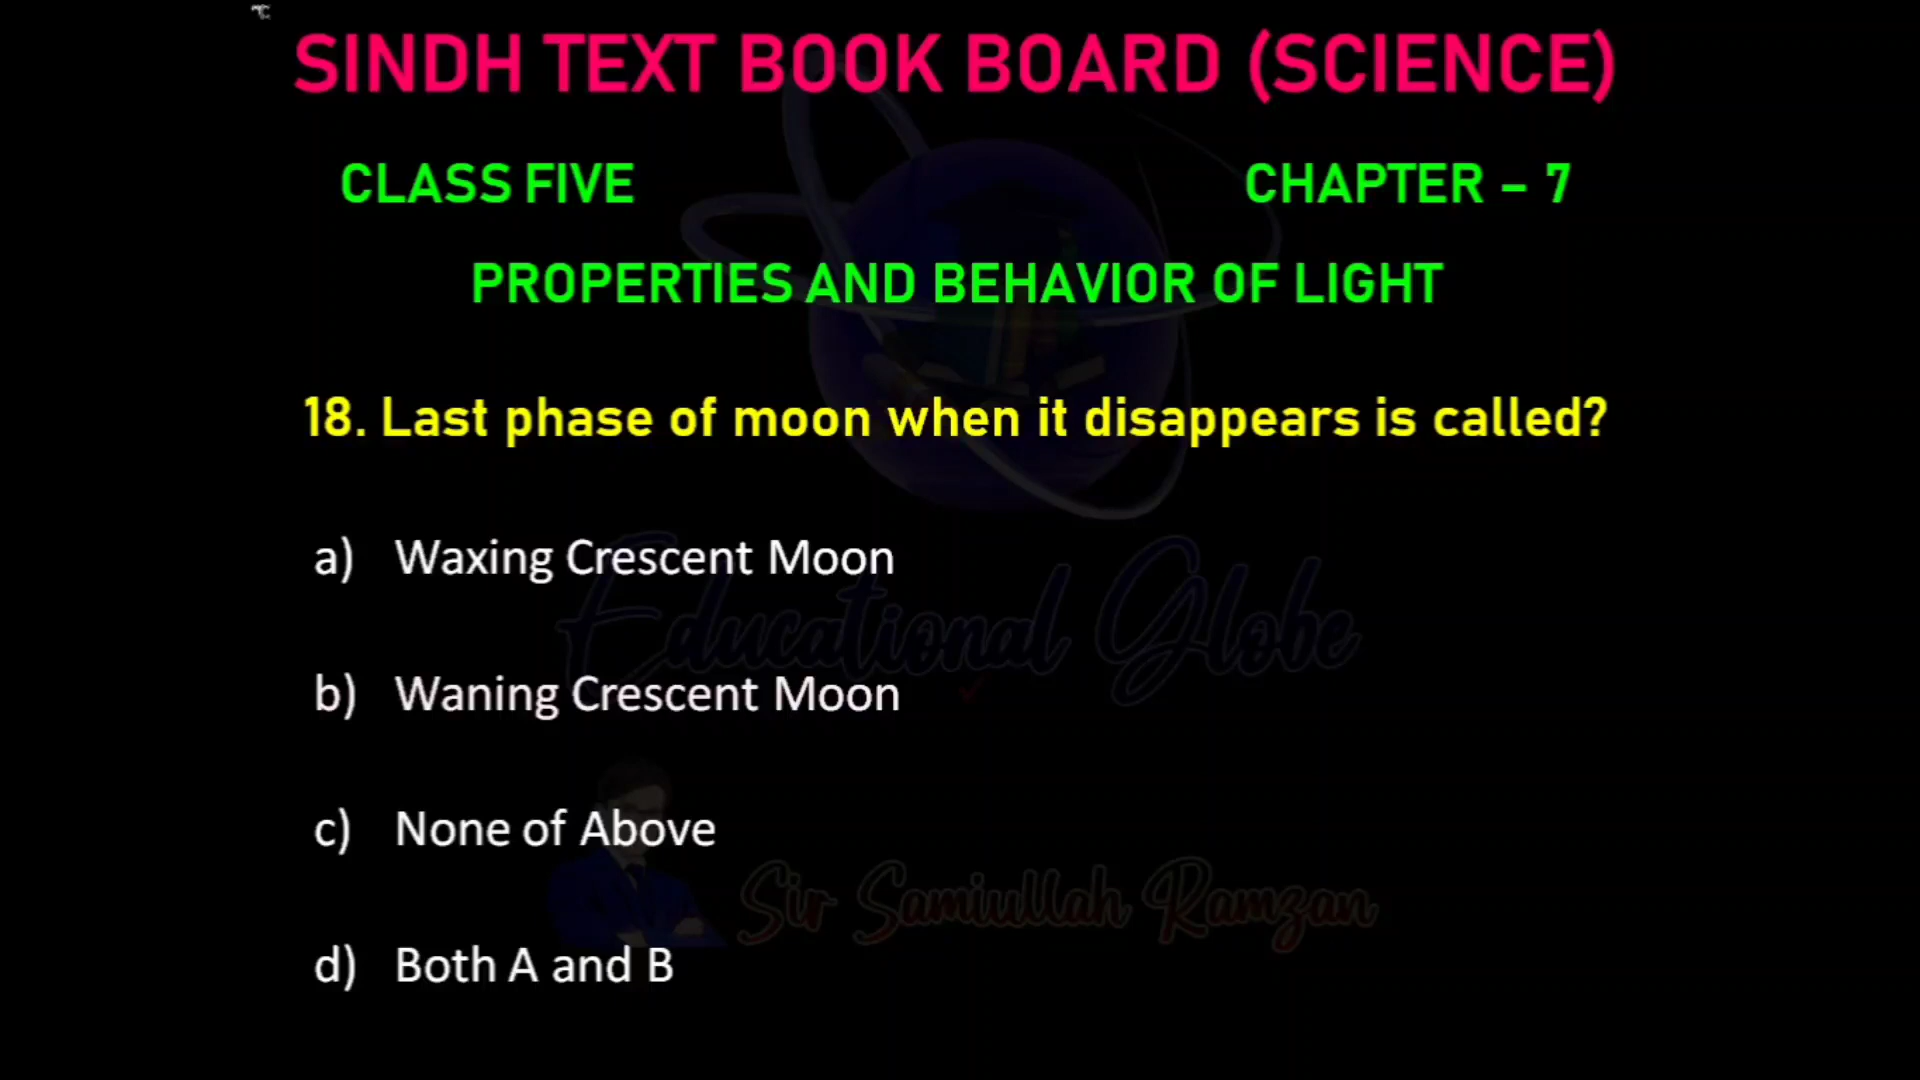 SINDH TEXT BOOK BOARD (SCIENCE)
CLASS FIVE CHAPTER – 7
PROPERTIES AND BEHAVIOR OF LIGHT
18. Last phase of moon when it disappears is called?
a) Waxing Crescent Moon
Educational Globe
b) Waning Crescent Moon
c) None of Above
Sir Samiullah Ramzan
d) Both A and B